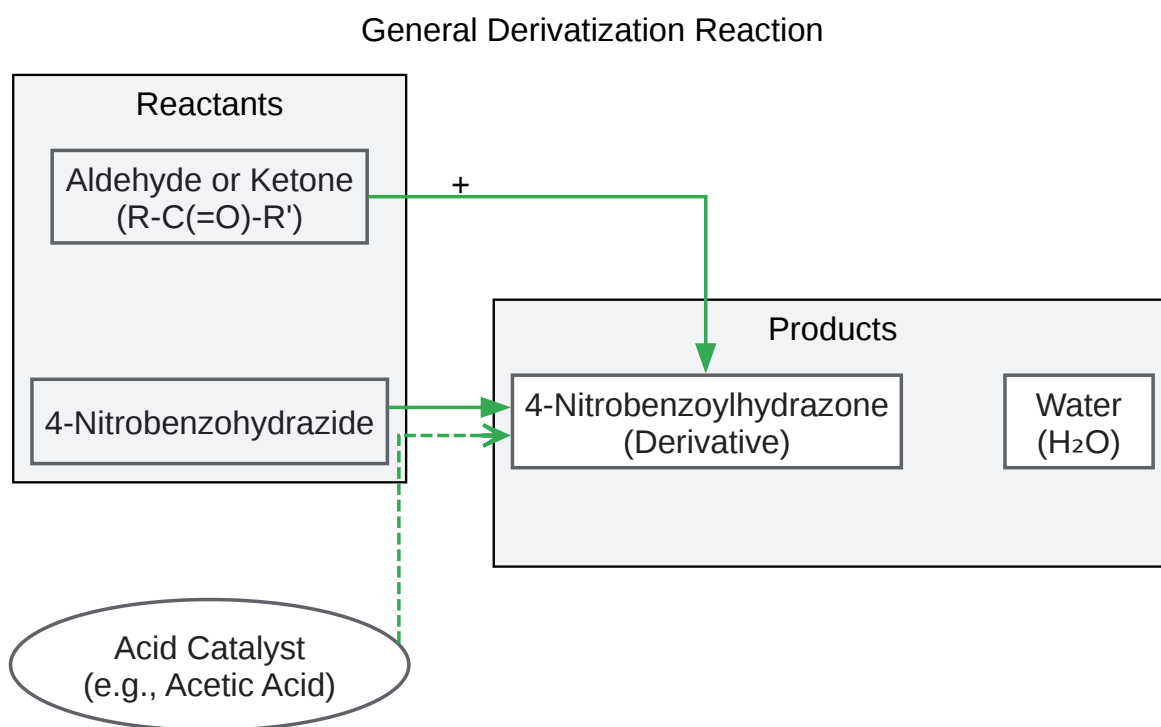 General Derivatization Reaction
Reactants
Aldehyde or Ketone
(R-C(=O)-R')
+
Products
4-Nitrobenzohydrazide
4-Nitrobenzoylhydrazone
(Derivative)
Water
(H₂O)
Acid Catalyst
(e.g., Acetic Acid)